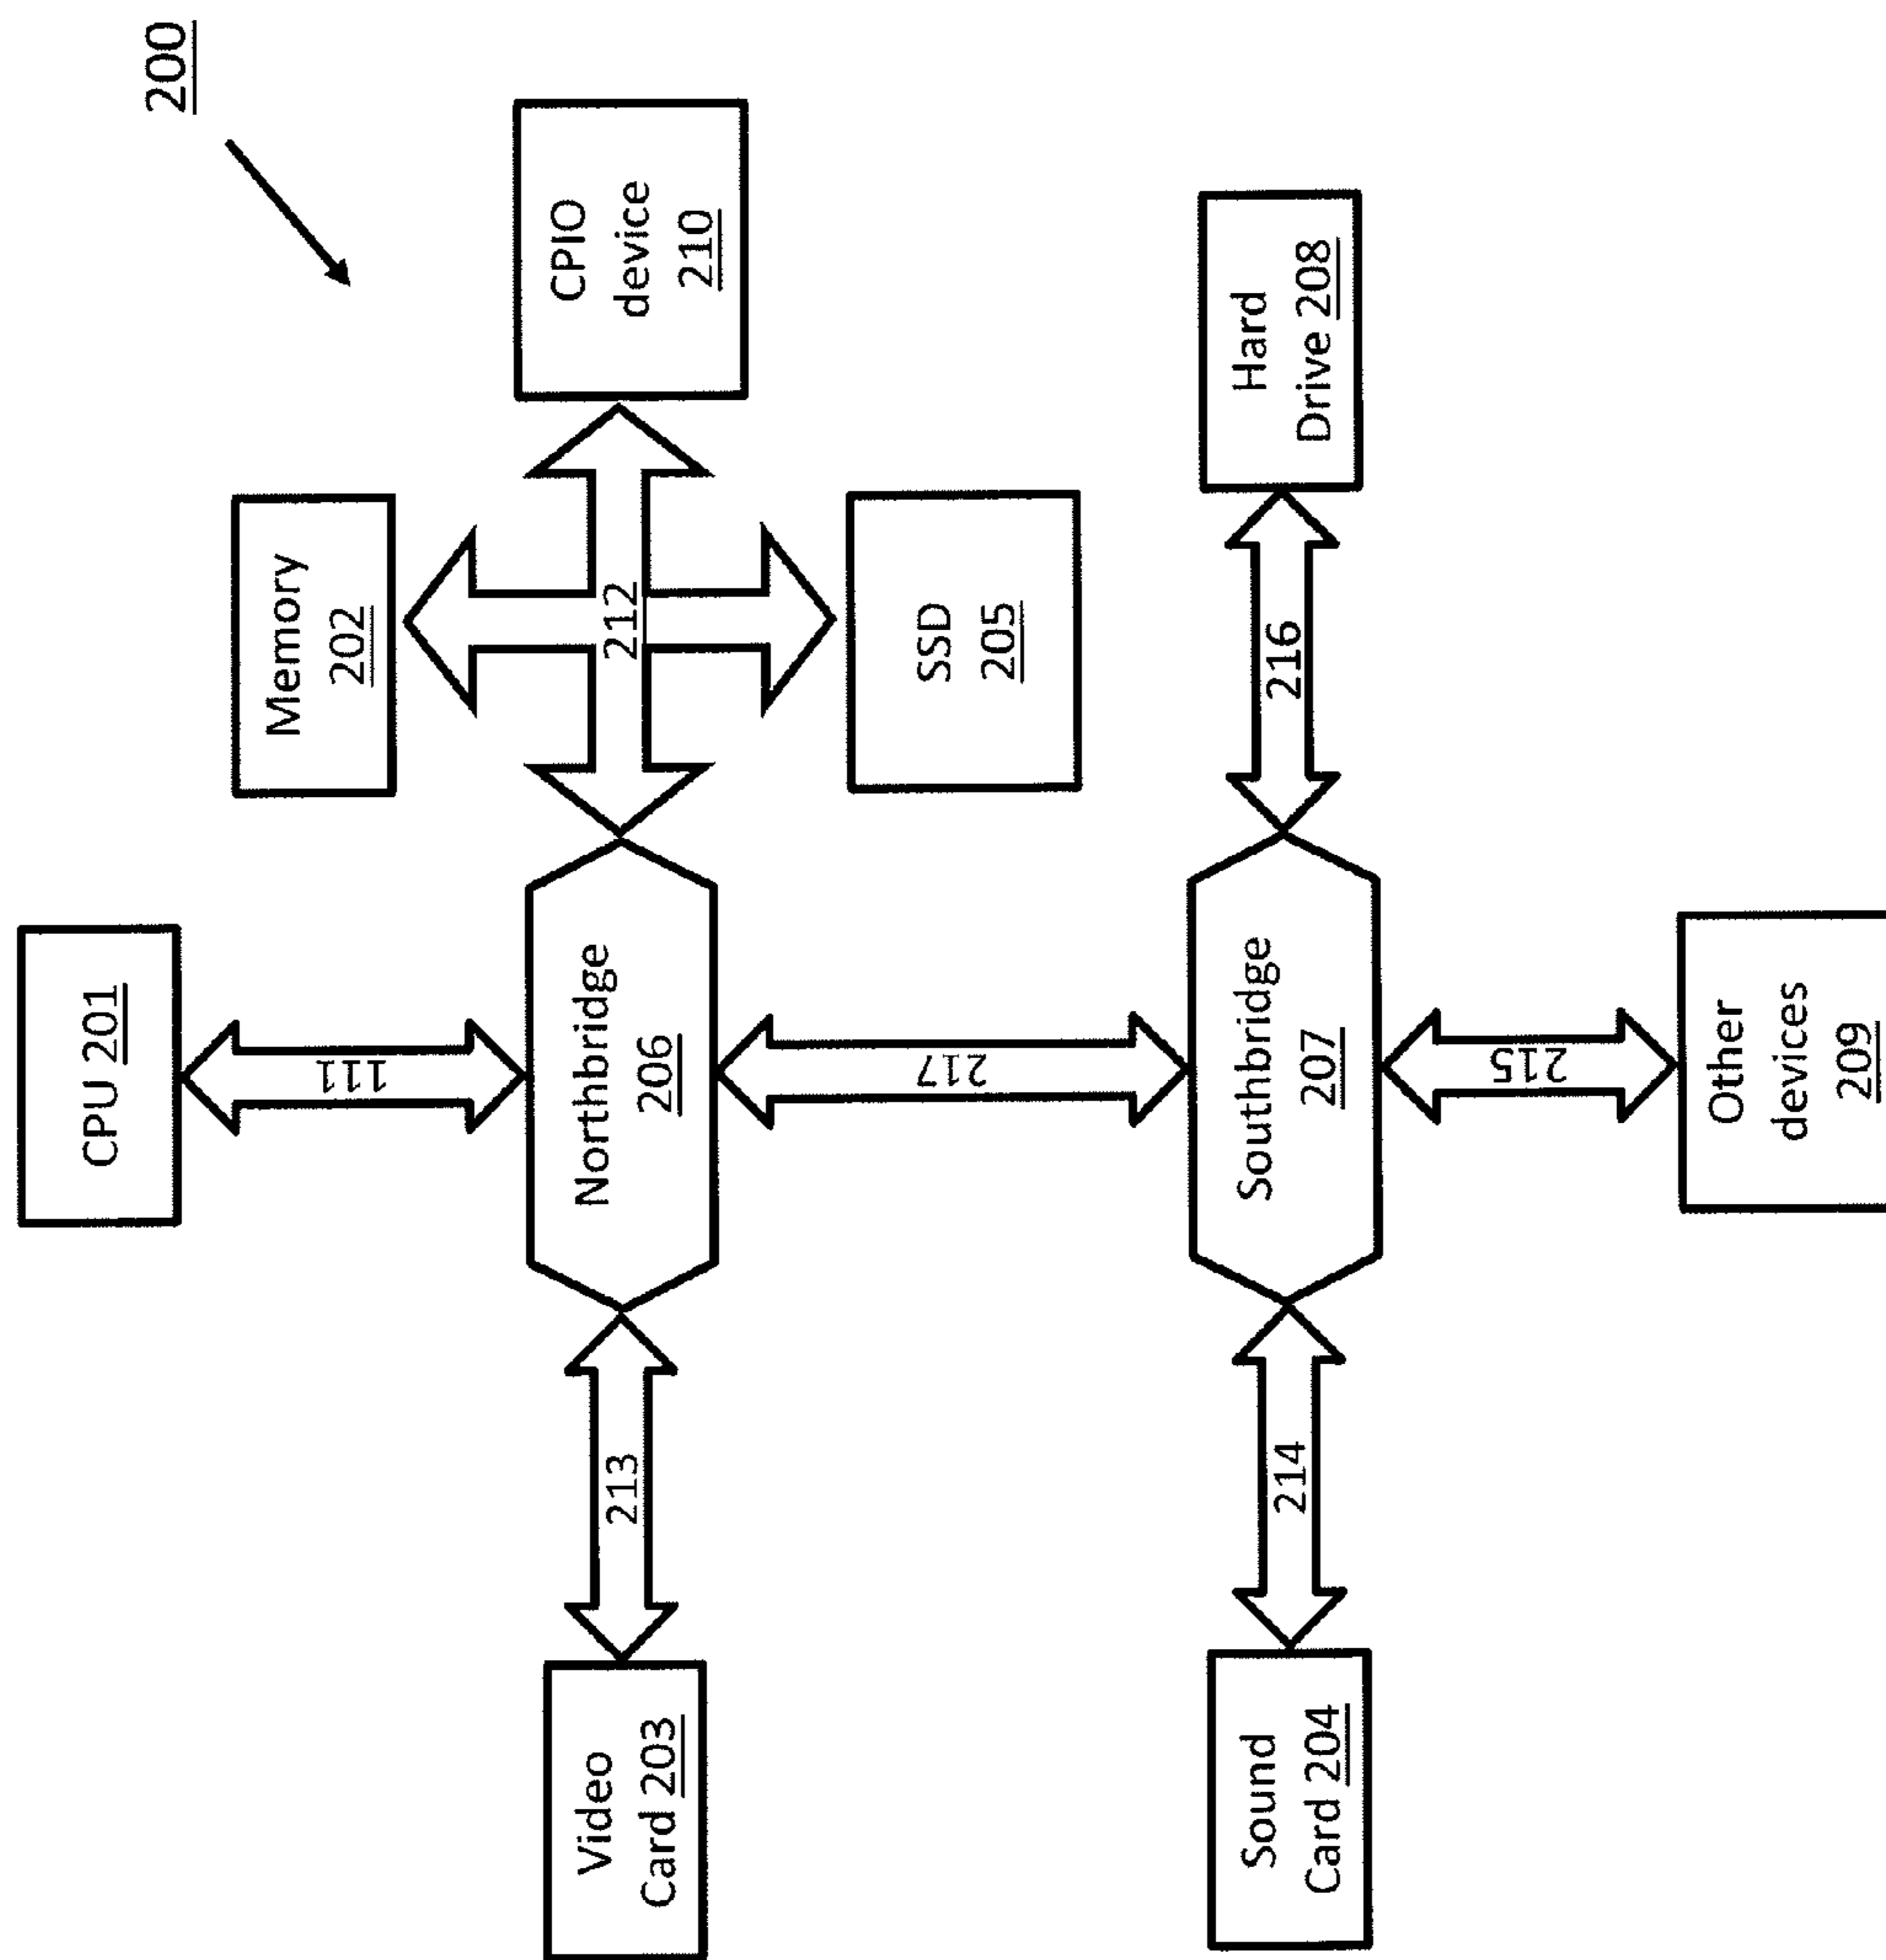 200
CPU 201
111
Memory
202
CPIO
device
210
212
SSD
205
Northbridge
206
213
Video
Card 203
217
Southbridge
207
216
Hard
Drive 208
214
Sound
Card 204
215
Other
devices
209